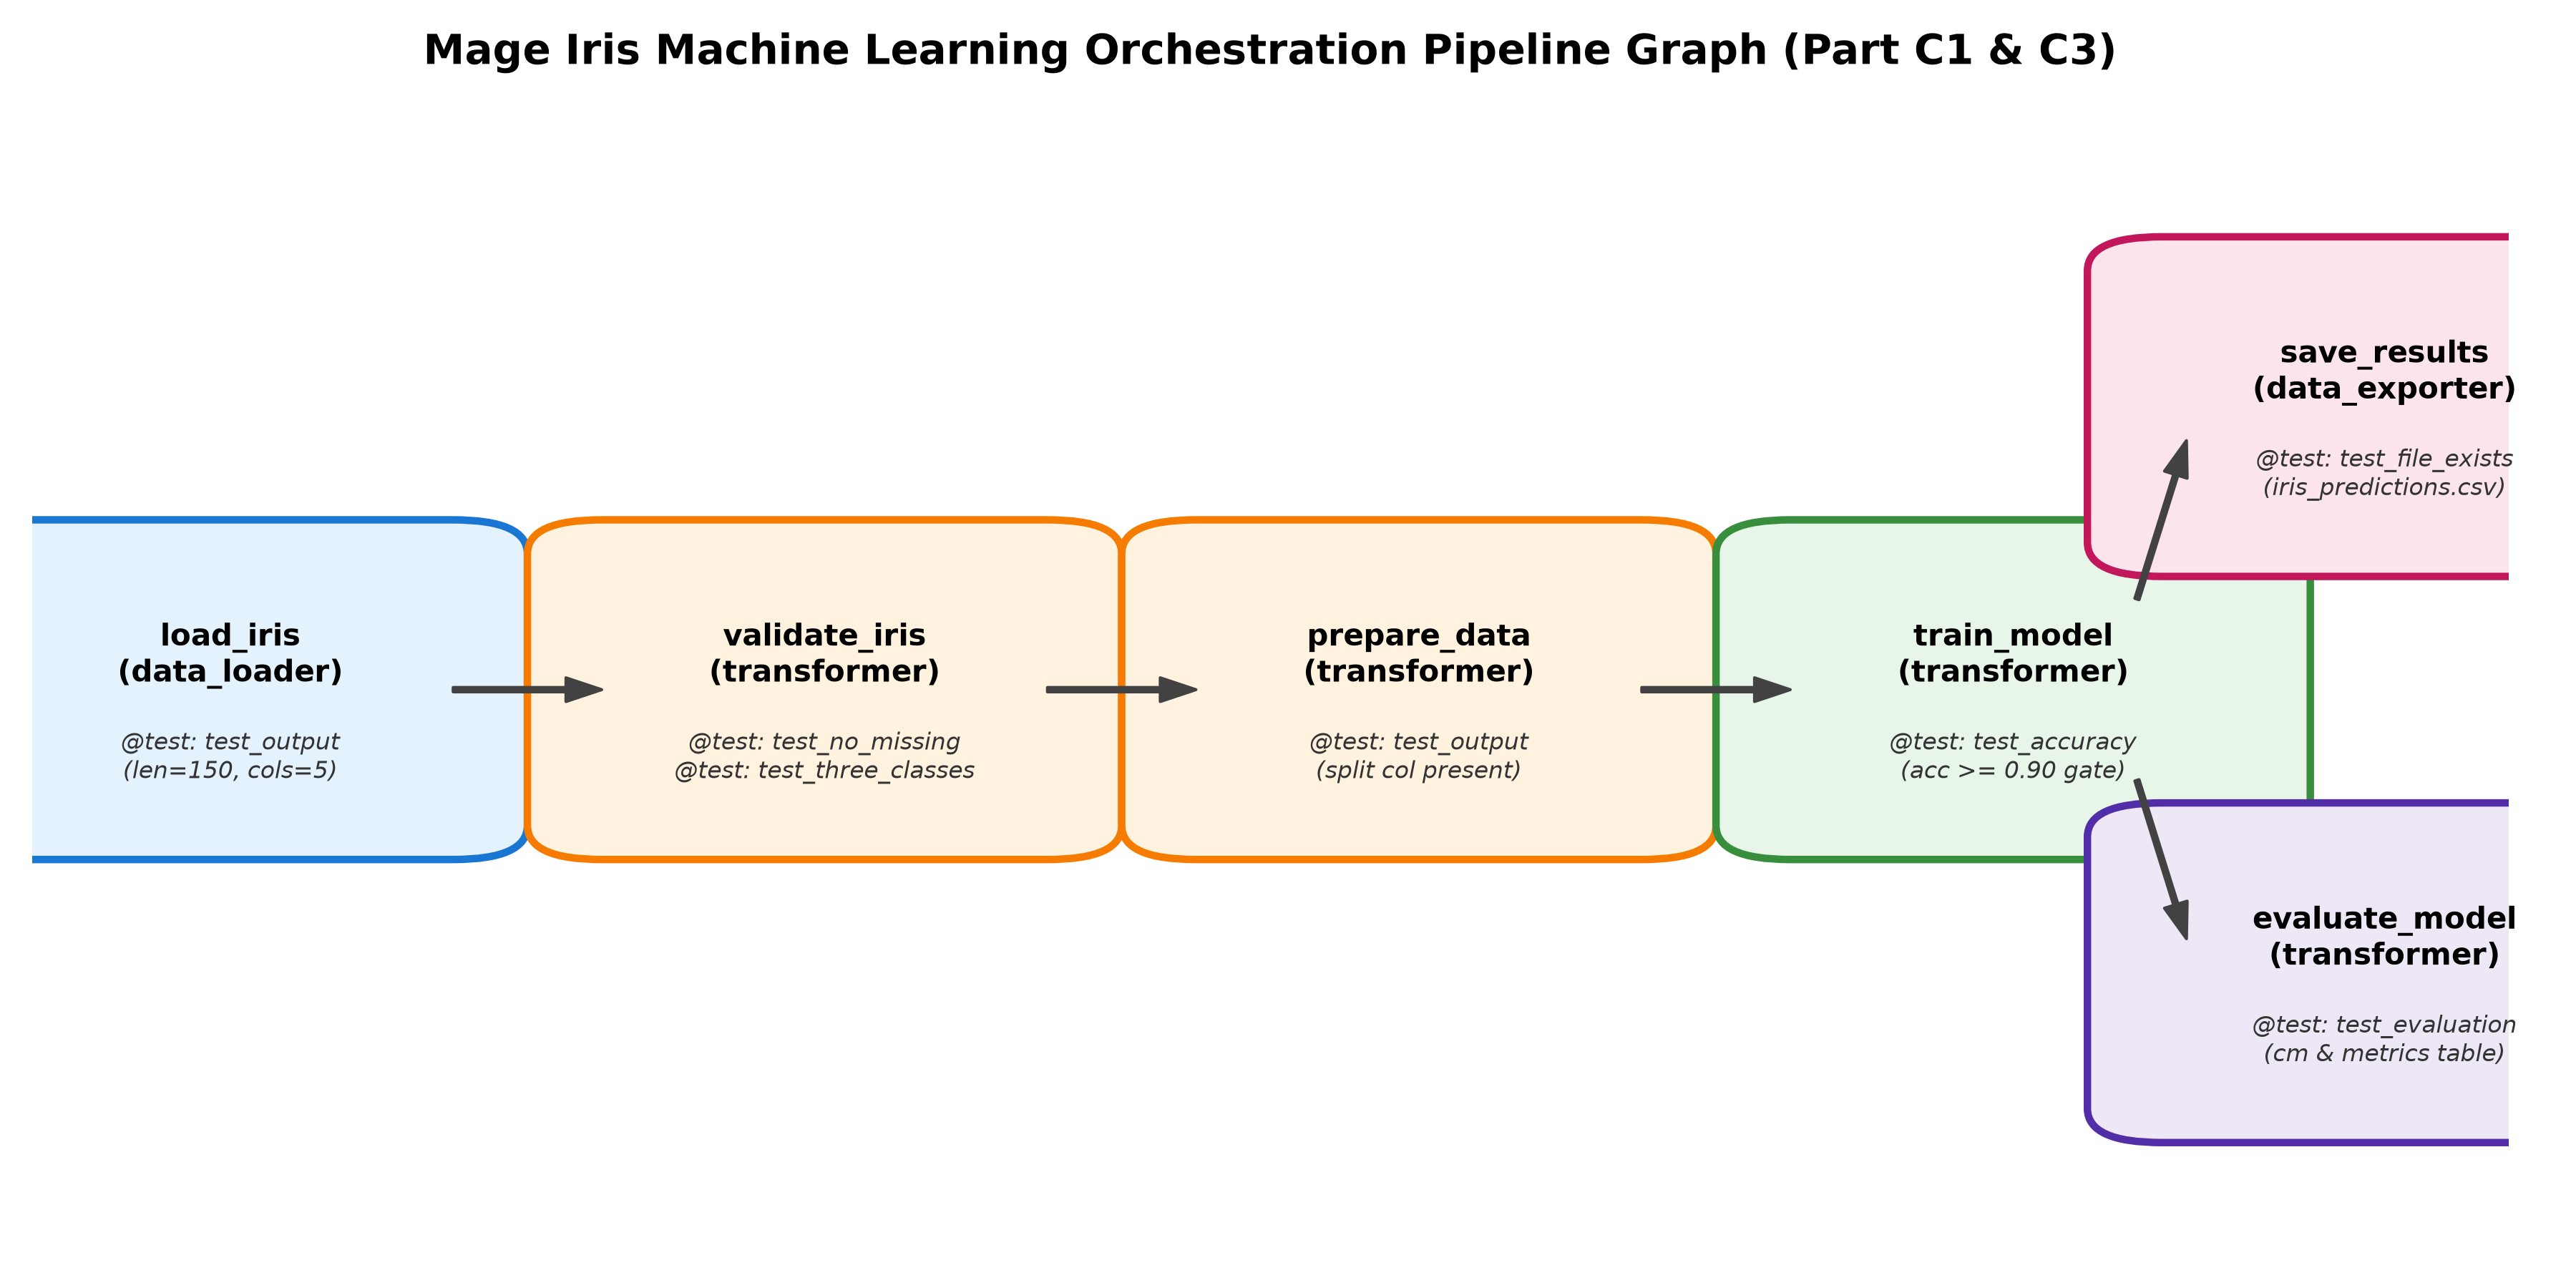 Mage Iris Machine Learning Orchestration Pipeline Graph (Part C1 & C3)
load_iris
(data_loader)
@test: test_output
(len=150, cols=5)
validate_iris
(transformer)
@test: test_no_missing
@test: test_three_classes
prepare_data
(transformer)
@test: test_output
(split col present)
train_model
(transformer)
@test: test_accuracy
(acc >= 0.90 gate)
save_results
(data_exporter)
@test: test_file_exists
(iris_predictions.csv)
evaluate_model
(transformer)
@test: test_evaluation
(cm & metrics table)